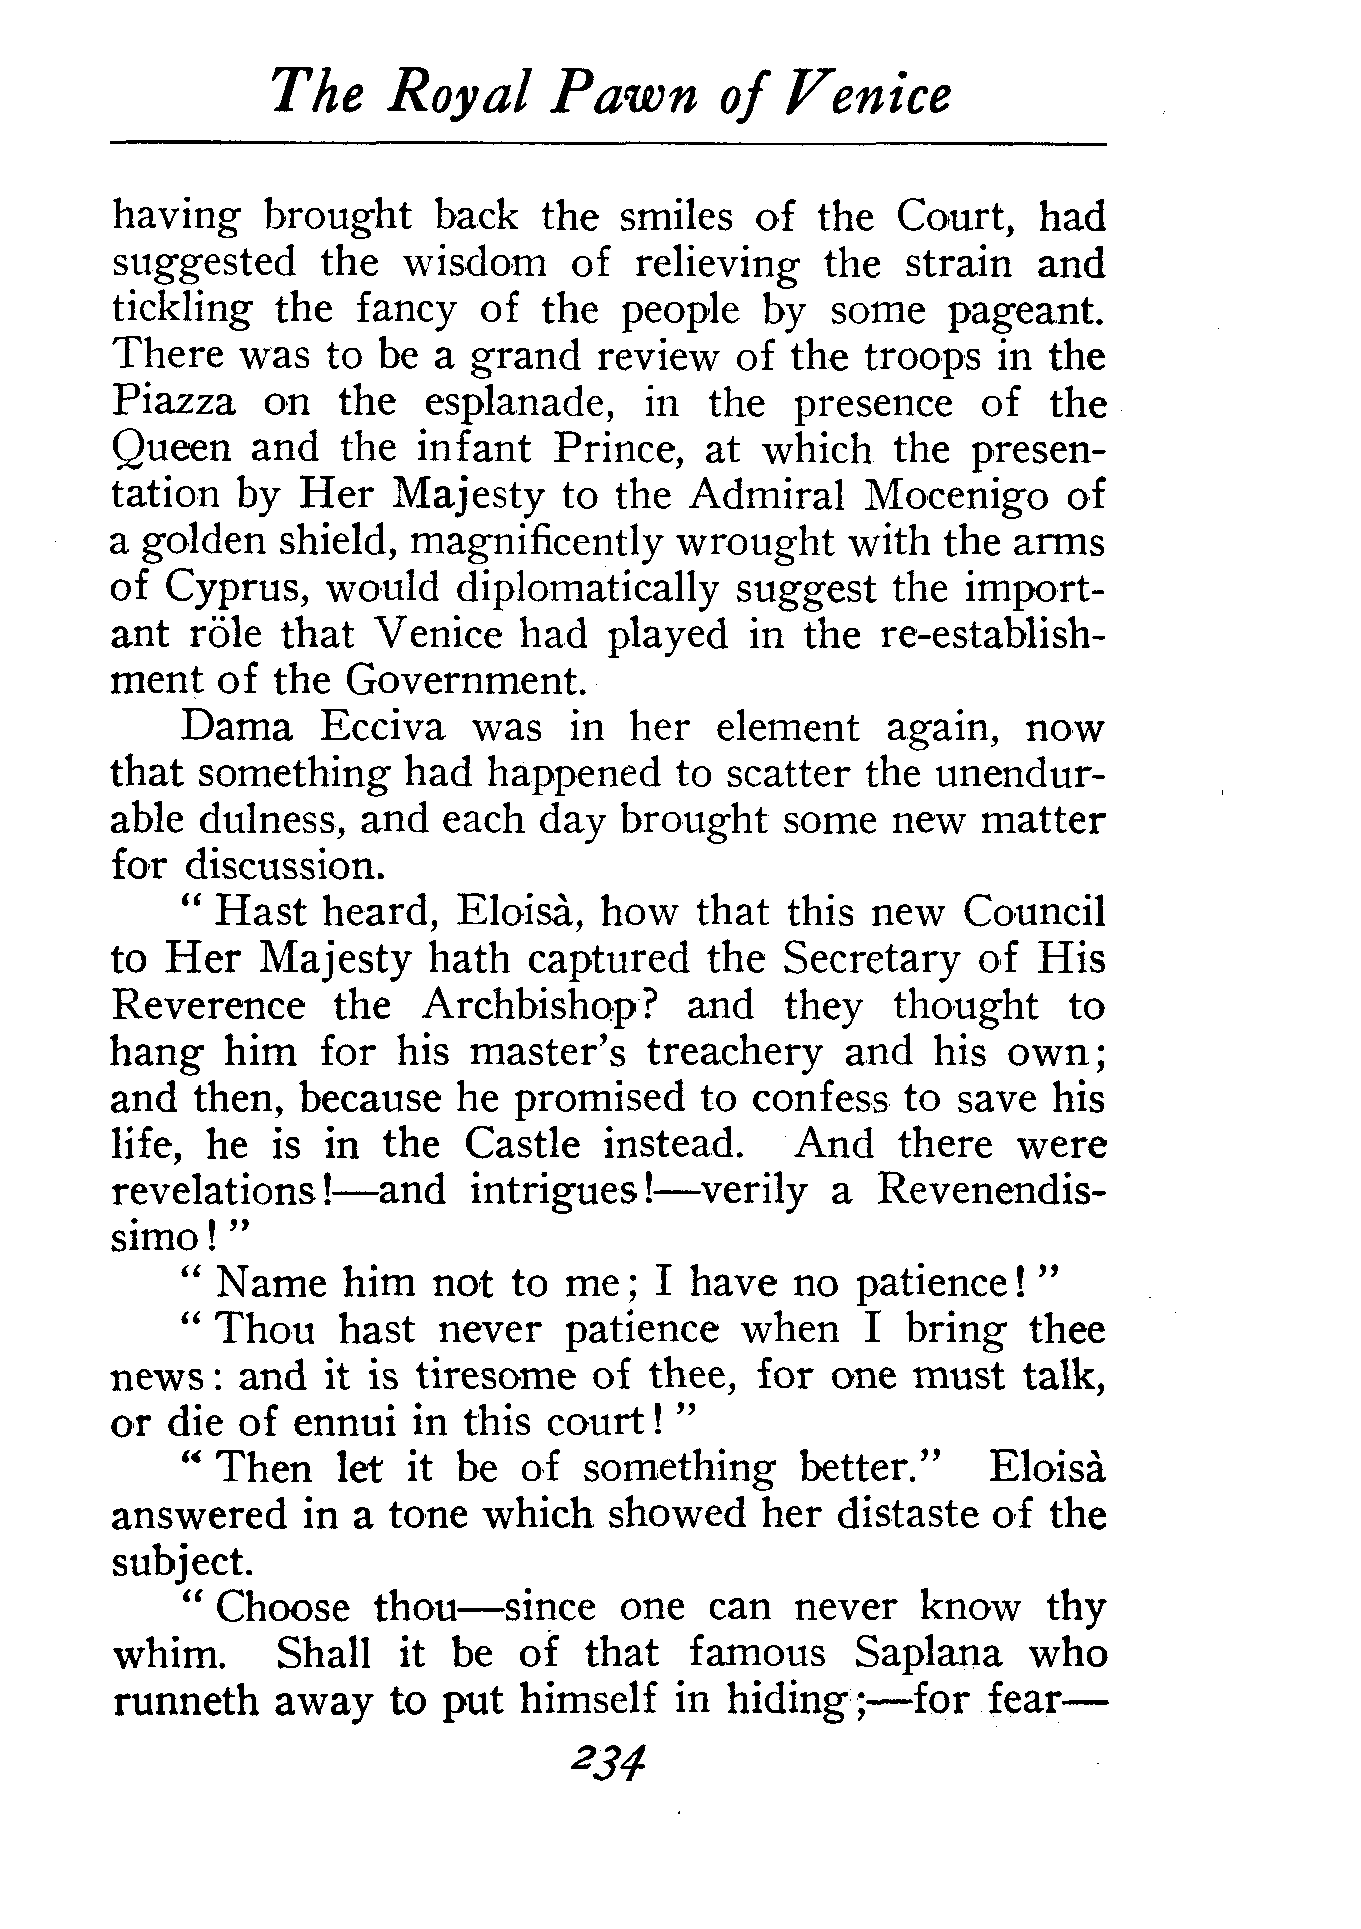 The Royal Pawn of Venice
having brought back the smiles of the Court, had
suggested the wisdom of relieving the strain and
tickling the fancy of the people by some pageant.
There was to be a grand review of the troops in the
Piazza on the esplanade, in the presence of the
Queen and the infant Prince, at which the presen-
tation by Her Majesty to the Admiral Mocenigo of
a golden shield, magnificently wrought with the arms
of Cyprus, would diplomatically suggest the import-
ant röle that Venice had played in the re-establish-
ment of the Government.
Dama Ecciva was in her element again, now
that something had happened to scatter the unendur-
able dulness, and each day brought some new matter
for discussion.
" Hast heard, Eloisà, how that this new Council
to Her Majesty hath captured the Secretary of His
Reverence the Archbishop? and they thought to
hang him for his master's treachery and his own;
and then, because he promised to confess to save his
life, he is in the Castle instead. And there were
revelations!—and intrigues!—verily a Revenendis-
simo! "
" Name him not to me; I have no patience! "
" Thou hast never patience when I bring thee
news: and it is tiresome of thee, for one must talk,
or die of ennui in this court! "
" Then let it be of something better." Eloisà
answered in a tone which showed her distaste of the
subject.
" Choose thou—since one can never know thy
whim. Shall it be of that famous Saplana who
runneth away to put himself in hiding;—for fear—
234